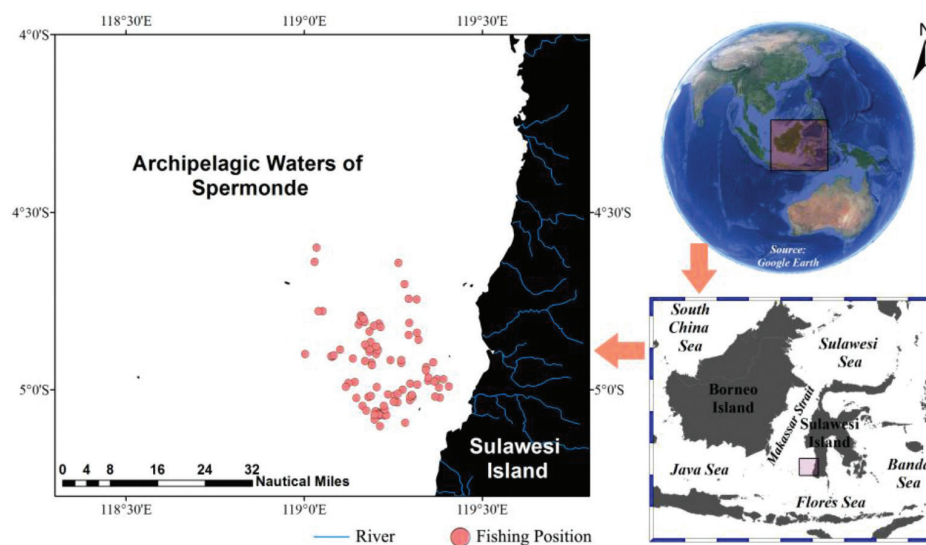 118°30'E
119°0'E
119°30'E
4°0'S
Archipelagic Waters of
Spermonde
4°30'S
4°30'S
5°0'S
5°0'S
Sulawesi
Island
0 4 8 16 24 32
Nautical Miles
118°30'E
119°0'E
119°30'E
River
Fishing Position
N
Source:
Google Earth
South
China
Sea
Sulawesi
Sea
Borneo
Island
Makassar Strait
Sulawesi
Island
Java Sea
Banda
Sea
Flores Sea